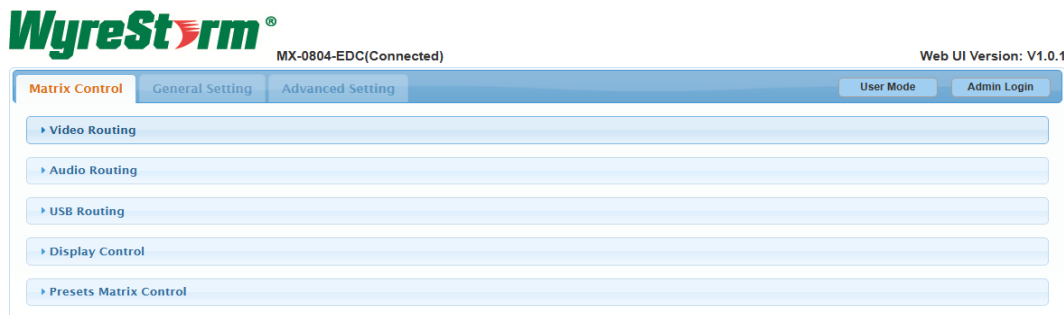 WyreStorm®
MX-0804-EDC(Connected)
Web UI Version: V1.0.1
Matrix Control
General Setting
Advanced Setting
User Mode
Admin Login
Video Routing
Audio Routing
USB Routing
Display Control
Presets Matrix Control